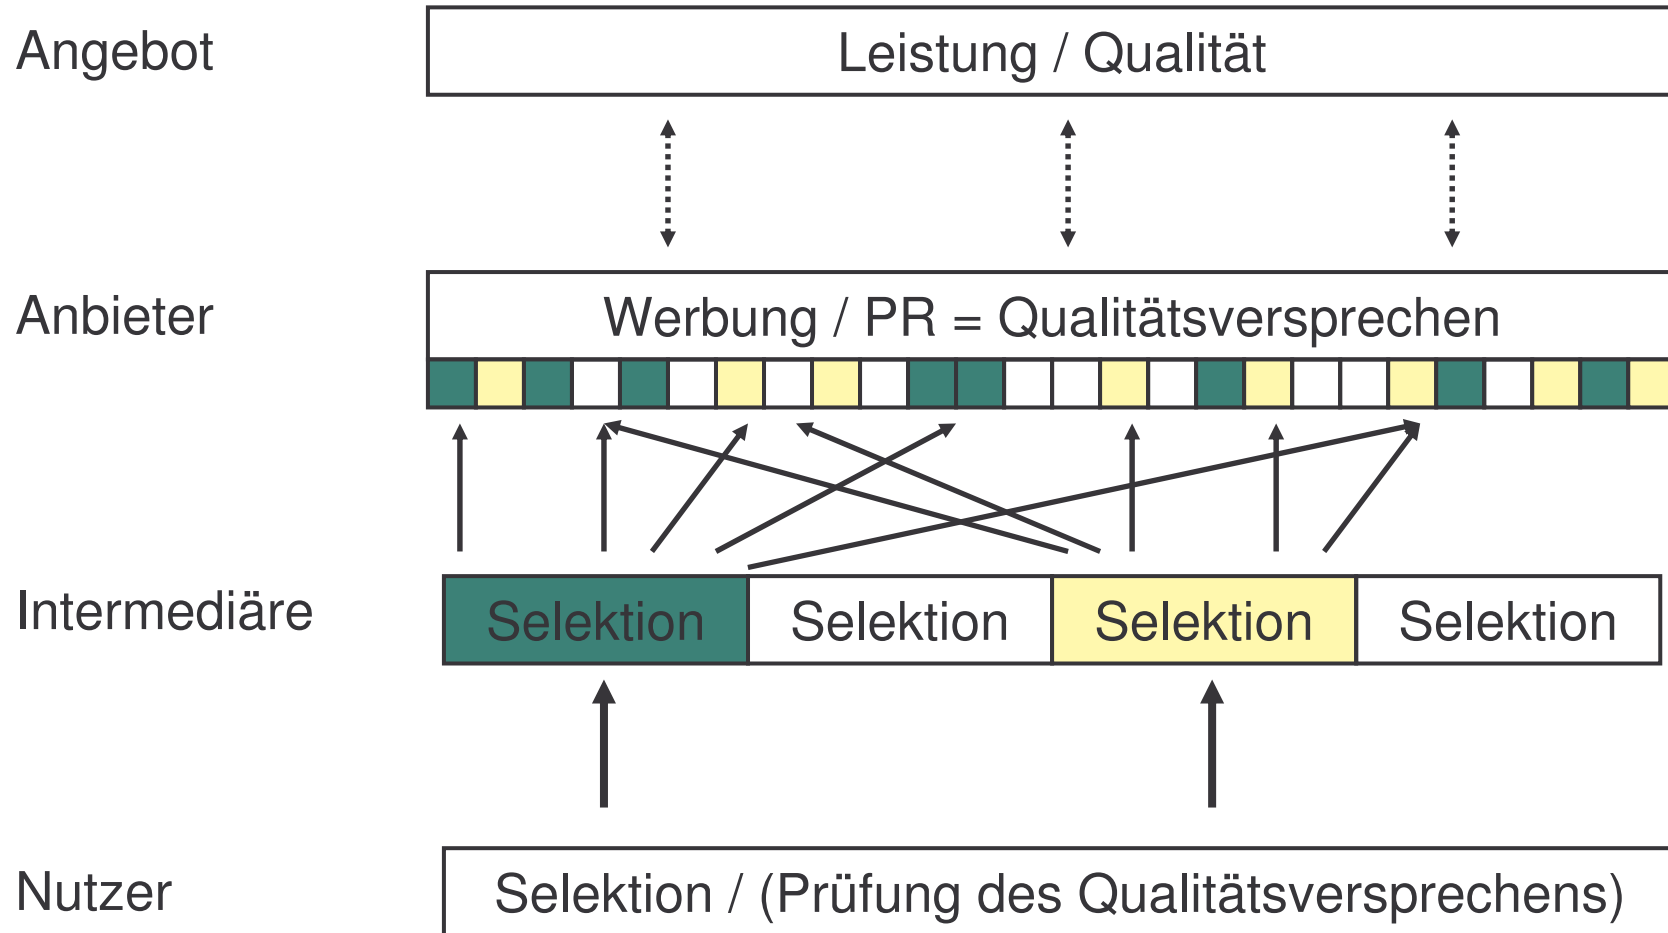 Angebot
Leistung / Qualität
Anbieter
Werbung / PR = Qualitätsversprechen
Intermediäre
Selektion
Selektion
Selektion
Selektion
Nutzer
Selektion / (Prüfung des Qualitätsversprechens)